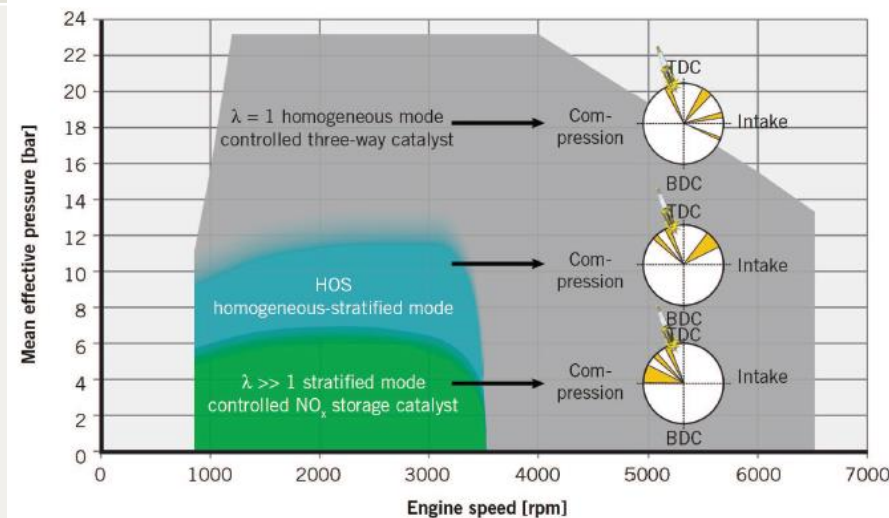 24
22
20
18
16
14
12
10
8
6
4
2
0
Mean effective pressure [bar]
0
1000
2000
3000
4000
5000
6000
7000
Engine speed [rpm]
λ = 1 homogeneous mode
controlled three-way catalyst
Com-
pression
TDC
Intake
BDC
HOS
homogeneous-stratified mode
Com-
pression
TDC
Intake
BDC
λ >> 1 stratified mode
controlled NOx storage catalyst
Com-
pression
TDC
Intake
BDC